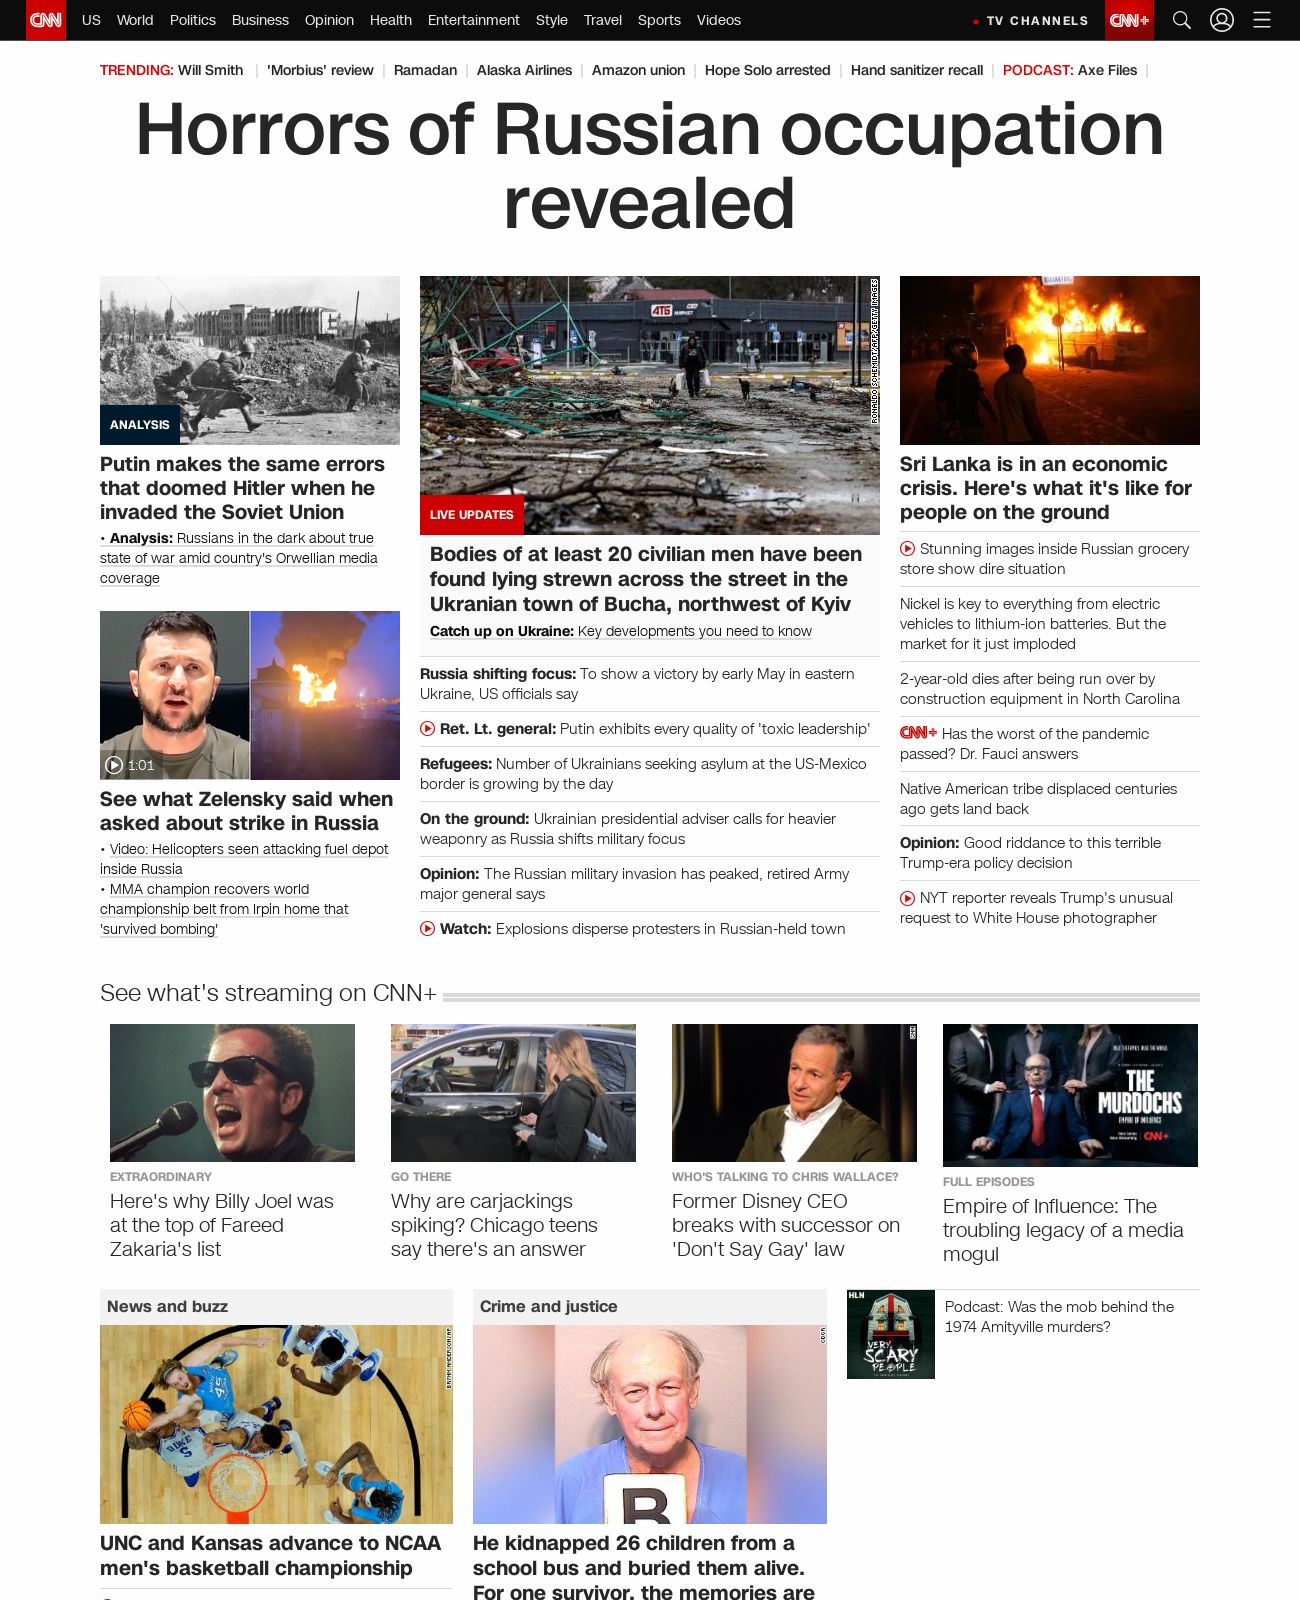 CNN US World Politics Business Opinion Health Entertainment Style Travel Sports Videos TV CHANNELS CNN+
TRENDING: Will Smith 'Morbius' review Ramadan Alaska Airlines Amazon union Hope Solo arrested Hand sanitizer recall PODCAST: Axe Files
Horrors of Russian occupation
revealed
ANALYSIS
Putin makes the same errors
that doomed Hitler when he
invaded the Soviet Union
• Analysis: Russians in the dark about true
state of war amid country's Orwellian media
coverage
1:01
See what Zelensky said when
asked about strike in Russia
• Video: Helicopters seen attacking fuel depot
inside Russia
• MMA champion recovers world
championship belt from Irpin home that
'survived bombing'
АТБ
МАРКЕТ
RONALDO SCHEMIDT/AFP/GETTY IMAGES
LIVE UPDATES
Bodies of at least 20 civilian men have been
found lying strewn across the street in the
Ukranian town of Bucha, northwest of Kyiv
Catch up on Ukraine: Key developments you need to know
Russia shifting focus: To show a victory by early May in eastern
Ukraine, US officials say
Ret. Lt. general: Putin exhibits every quality of 'toxic leadership'
Refugees: Number of Ukrainians seeking asylum at the US-Mexico
border is growing by the day
On the ground: Ukrainian presidential adviser calls for heavier
weaponry as Russia shifts military focus
Opinion: The Russian military invasion has peaked, retired Army
major general says
Watch: Explosions disperse protesters in Russian-held town
Sri Lanka is in an economic
crisis. Here's what it's like for
people on the ground
Stunning images inside Russian grocery
store show dire situation
Nickel is key to everything from electric
vehicles to lithium-ion batteries. But the
market for it just imploded
2-year-old dies after being run over by
construction equipment in North Carolina
CNN+ Has the worst of the pandemic
passed? Dr. Fauci answers
Native American tribe displaced centuries
ago gets land back
Opinion: Good riddance to this terrible
Trump-era policy decision
NYT reporter reveals Trump's unusual
request to White House photographer
See what's streaming on CNN+
EXTRAORDINARY
Here's why Billy Joel was
at the top of Fareed
Zakaria's list
GO THERE
Why are carjackings
spiking? Chicago teens
say there's an answer
CNN
WHO'S TALKING TO CHRIS WALLACE?
Former Disney CEO
breaks with successor on
'Don't Say Gay' law
THE
MURDOCHS
EMPIRE OF INFLUENCE
CNN+
FULL EPISODES
Empire of Influence: The
troubling legacy of a media
mogul
News and buzz
DUKE
5
45
UNC and Kansas advance to NCAA
men's basketball championship
Crime and justice
CDCR
B
He kidnapped 26 children from a
school bus and buried them alive.
For one survivor, the memories are
HLN
VERY
SCARY
PEOPLE
Podcast: Was the mob behind the
1974 Amityville murders?